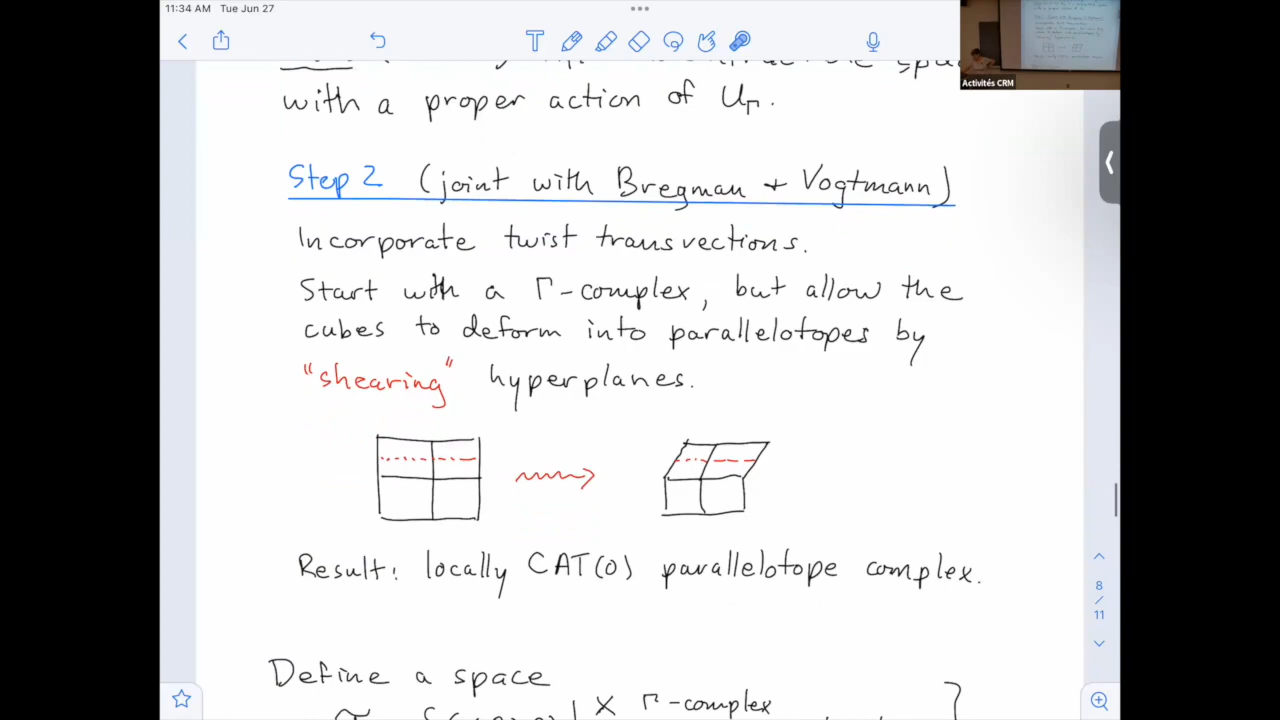 11:34 AM Tue Jun 27
Activités CRM
with a proper action of U_Γ.
Step 2 (joint with Bregman + Vogtmann)
Incorporate twist transvections.
Start with a Γ-complex, but allow the
cubes to deform into parallelotopes by
"shearing" hyperplanes.
Result: locally CAT(0) parallelotope complex.
8
/
11
Define a space
X Γ-complex